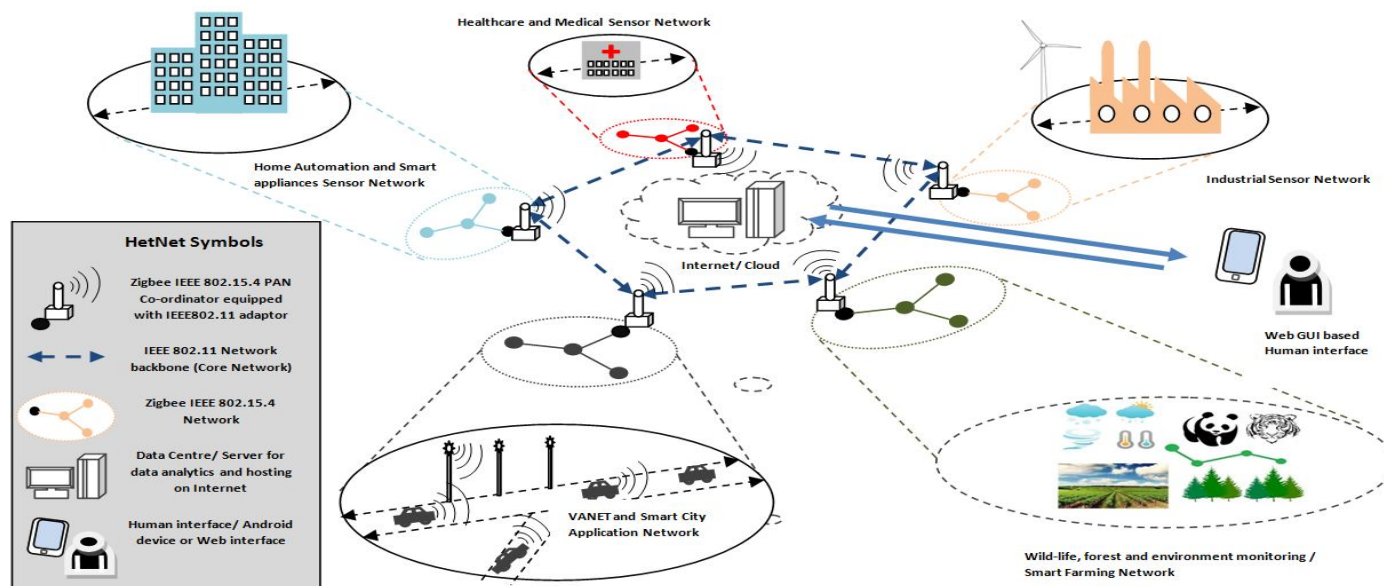 Healthcare and Medical Sensor Network
Home Automation and Smart
appliances Sensor Network
Industrial Sensor Network
Internet/ Cloud
Web GUI based
Human interface
HetNet Symbols
Zigbee IEEE 802.15.4 PAN
Co-ordinator equipped
with IEEE802.11 adaptor
IEEE 802.11 Network
backbone (Core Network)
Zigbee IEEE 802.15.4
Network
Data Centre/ Server for
data analytics and hosting
on Internet
Human interface/ Android
device or Web interface
VANET and Smart City
Application Network
Wild-life, forest and environment monitoring /
Smart Farming Network